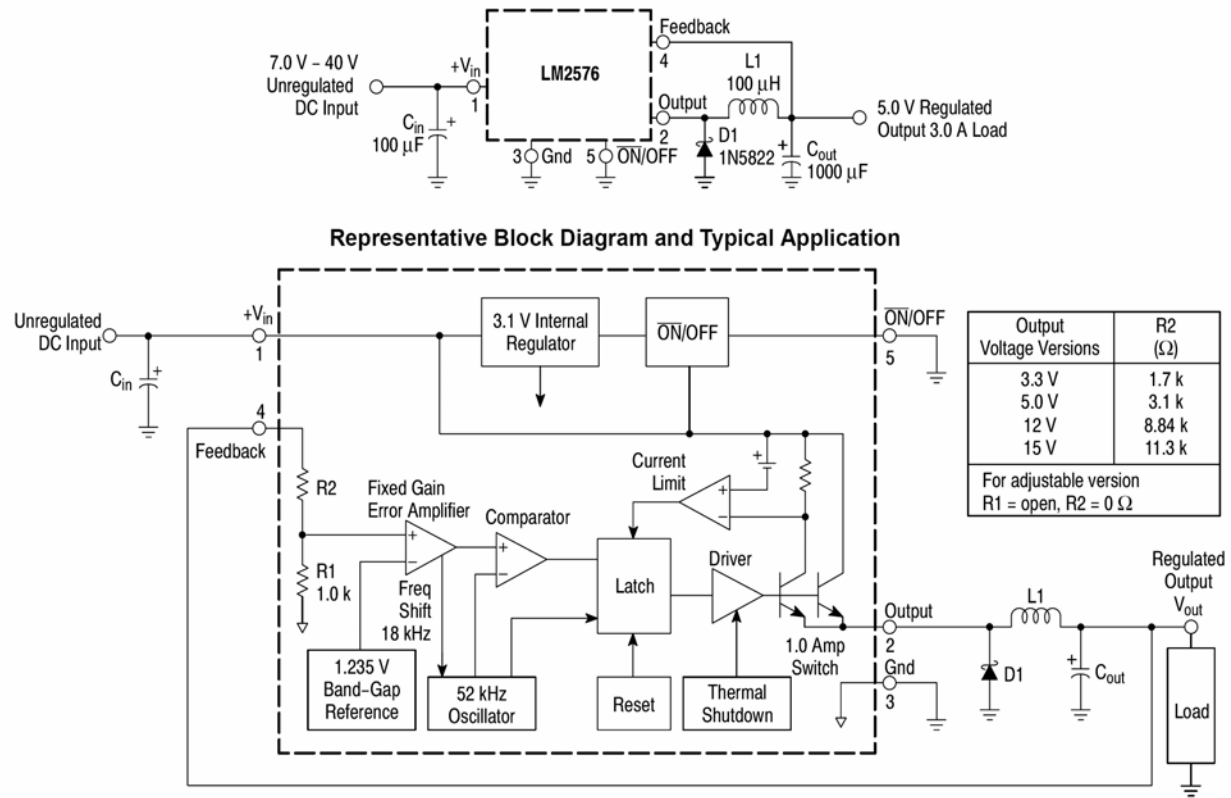 Feedback
4
7.0 V – 40 V
Unregulated
DC Input
+Vin
1
LM2576
L1
100 μH
Output
2
5.0 V Regulated
Output 3.0 A Load
Cin
100 μF
+
3 Gnd
5 ON/OFF
D1
1N5822
+
Cout
1000 μF
Representative Block Diagram and Typical Application
Unregulated
DC Input
+Vin
1
3.1 V Internal
Regulator
ON/OFF
ON/OFF
5
Cin
+
Output
Voltage Versions
R2
(Ω)
3.3 V
1.7 k
5.0 V
3.1 k
12 V
8.84 k
15 V
11.3 k
For adjustable version
R1 = open, R2 = 0 Ω
4
Feedback
R2
Fixed Gain
Error Amplifier
Comparator
Current
Limit
+
+
–
+
–
+
–
R1
1.0 k
Freq
Shift
18 kHz
Latch
Driver
1.0 Amp
Switch
Output
2
Gnd
3
L1
Regulated
Output
Vout
D1
+
Cout
Load
1.235 V
Band–Gap
Reference
52 kHz
Oscillator
Reset
Thermal
Shutdown